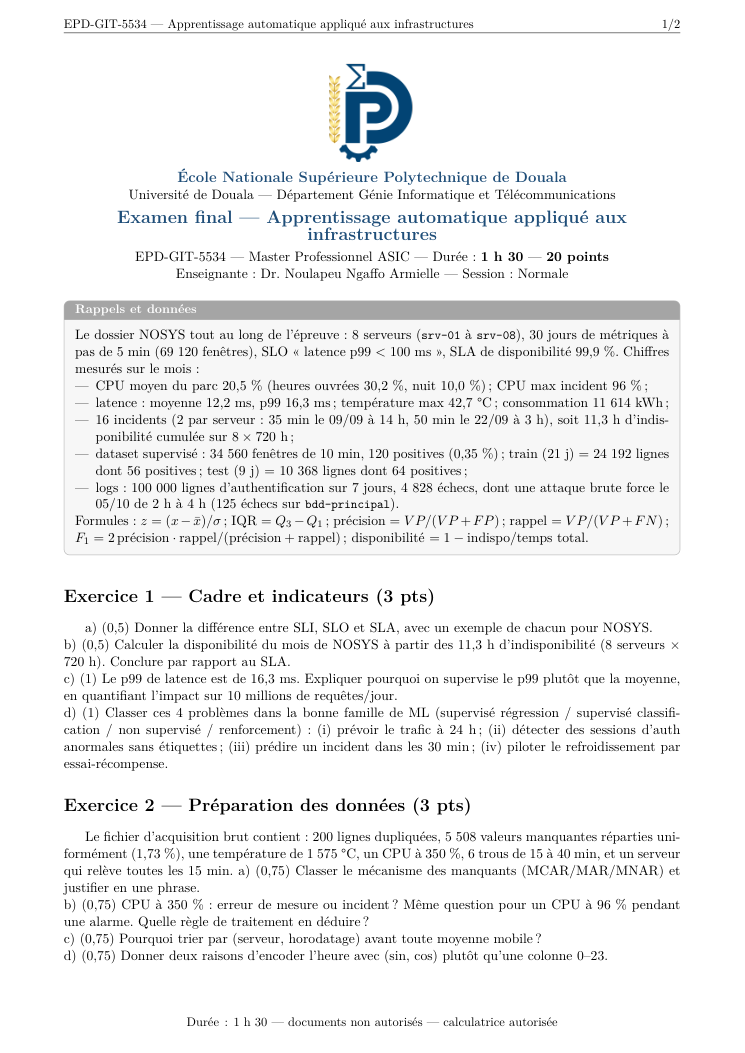 EPD-GIT-5534 — Apprentissage automatique appliqué aux infrastructures 1/2
École Nationale Supérieure Polytechnique de Douala
Université de Douala — Département Génie Informatique et Télécommunications
Examen final — Apprentissage automatique appliqué aux
infrastructures
EPD-GIT-5534 — Master Professionnel ASIC — Durée : 1 h 30 — 20 points
Enseignante : Dr. Noulapeu Ngaffo Armielle — Session : Normale
Rappels et données
Le dossier NOSYS tout au long de l'épreuve : 8 serveurs (srv-01 à srv-08), 30 jours de métriques à
pas de 5 min (69 120 fenêtres), SLO « latence p99 < 100 ms », SLA de disponibilité 99,9 %. Chiffres
mesurés sur le mois :
— CPU moyen du parc 20,5 % (heures ouvrées 30,2 %, nuit 10,0 %) ; CPU max incident 96 % ;
— latence : moyenne 12,2 ms, p99 16,3 ms ; température max 42,7 °C ; consommation 11 614 kWh ;
— 16 incidents (2 par serveur : 35 min le 09/09 à 14 h, 50 min le 22/09 à 3 h), soit 11,3 h d'indis-
ponibilité cumulée sur 8 × 720 h ;
— dataset supervisé : 34 560 fenêtres de 10 min, 120 positives (0,35 %) ; train (21 j) = 24 192 lignes
dont 56 positives ; test (9 j) = 10 368 lignes dont 64 positives ;
— logs : 100 000 lignes d'authentification sur 7 jours, 4 828 échecs, dont une attaque brute force le
05/10 de 2 h à 4 h (125 échecs sur bdd-principal).
Formules : z = (x − x̄)/σ ; IQR = Q₃ − Q₁ ; précision = VP/(VP + FP) ; rappel = VP/(VP + FN) ;
F₁ = 2 précision · rappel/(précision + rappel) ; disponibilité = 1 − indispo/temps total.
Exercice 1 — Cadre et indicateurs (3 pts)
a) (0,5) Donner la différence entre SLI, SLO et SLA, avec un exemple de chacun pour NOSYS.
b) (0,5) Calculer la disponibilité du mois de NOSYS à partir des 11,3 h d'indisponibilité (8 serveurs ×
720 h). Conclure par rapport au SLA.
c) (1) Le p99 de latence est de 16,3 ms. Expliquer pourquoi on supervise le p99 plutôt que la moyenne,
en quantifiant l'impact sur 10 millions de requêtes/jour.
d) (1) Classer ces 4 problèmes dans la bonne famille de ML (supervisé régression / supervisé classifi-
cation / non supervisé / renforcement) : (i) prévoir le trafic à 24 h ; (ii) détecter des sessions d'auth
anormales sans étiquettes ; (iii) prédire un incident dans les 30 min ; (iv) piloter le refroidissement par
essai-récompense.
Exercice 2 — Préparation des données (3 pts)
Le fichier d'acquisition brut contient : 200 lignes dupliquées, 5 508 valeurs manquantes réparties uni-
formément (1,73 %), une température de 1 575 °C, un CPU à 350 %, 6 trous de 15 à 40 min, et un serveur
qui relève toutes les 15 min. a) (0,75) Classer le mécanisme des manquants (MCAR/MAR/MNAR) et
justifier en une phrase.
b) (0,75) CPU à 350 % : erreur de mesure ou incident ? Même question pour un CPU à 96 % pendant
une alarme. Quelle règle de traitement en déduire ?
c) (0,75) Pourquoi trier par (serveur, horodatage) avant toute moyenne mobile ?
d) (0,75) Donner deux raisons d'encoder l'heure avec (sin, cos) plutôt qu'une colonne 0–23.
Durée : 1 h 30 — documents non autorisés — calculatrice autorisée